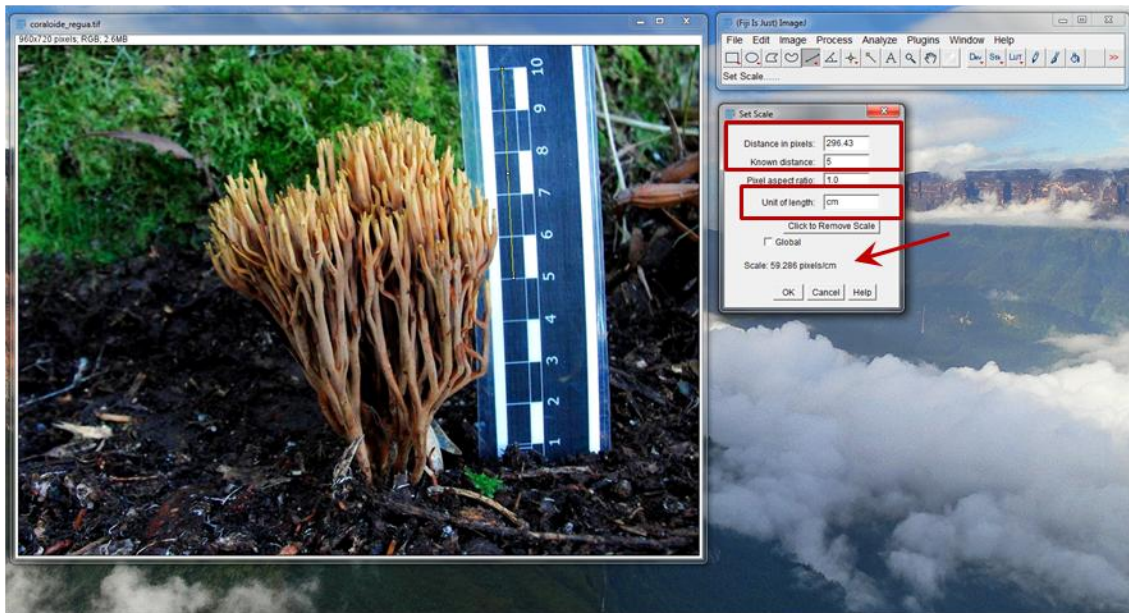 coraloide_regua.tif
960x720 pixels; RGB; 2.6MB
10
9
8
7
6
5
4
3
2
1
(Fiji Is Just) ImageJ
File Edit Image Process Analyze Plugins Window Help
A Dev Stk LUT >>
Set Scale......
Set Scale
Distance in pixels: 296.43
Known distance: 5
Pixel aspect ratio: 1.0
Unit of length: cm
Click to Remove Scale
Global
Scale: 59.286 pixels/cm
OK Cancel Help